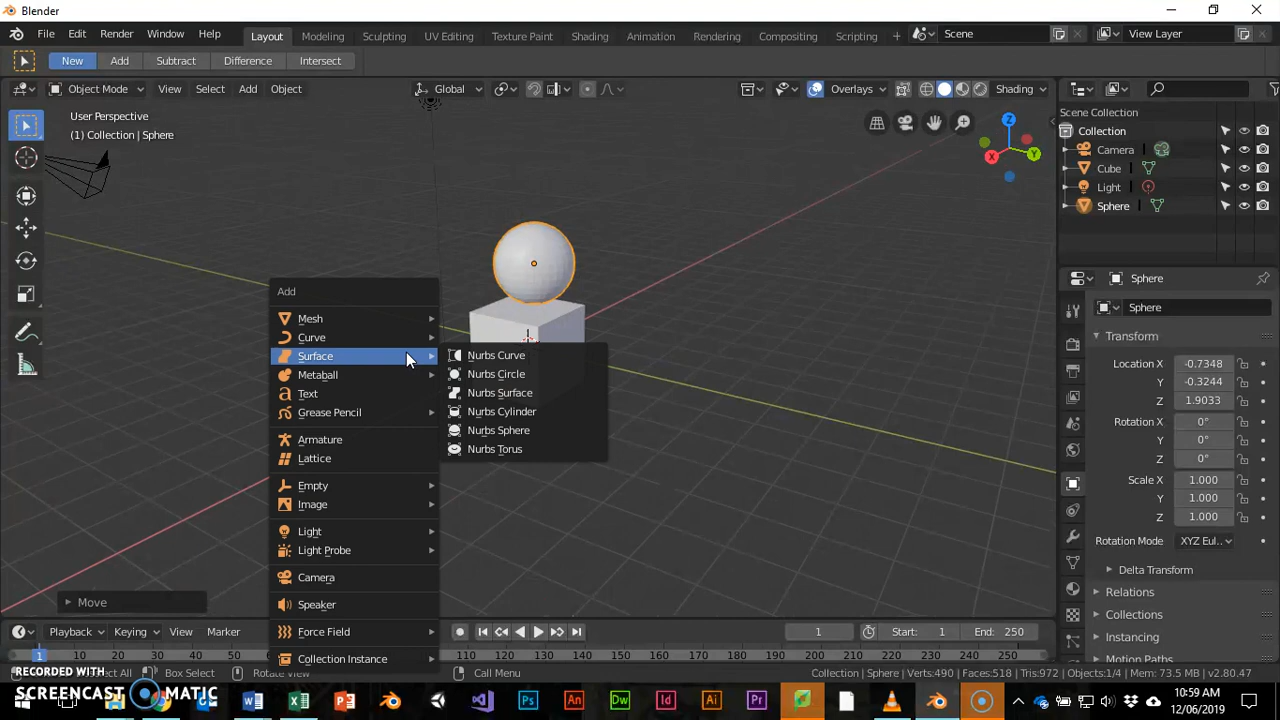 Blender
File Edit Render Window Help Layout Modeling Sculpting UV Editing Texture Paint Shading Animation Rendering Compositing Scripting Scene View Layer
New Add Subtract Difference Intersect
Object Mode View Select Add Object Global Overlays Shading
User Perspective
(1) Collection | Sphere
Z
Y
X
Scene Collection
Collection
Camera
Cube
Light
Sphere
Sphere
Sphere
Transform
Location X -0.7348
Y -0.3244
Z 1.9033
Rotation X 0°
Y 0°
Z 0°
Scale X 1.000
Y 1.000
Z 1.000
Rotation Mode XYZ Eul..
Delta Transform
Relations
Collections
Instancing
Motion Paths
Add
Mesh
Curve
Surface
Metaball
Text
Grease Pencil
Armature
Lattice
Empty
Image
Light
Light Probe
Camera
Speaker
Force Field
Collection Instance
Nurbs Curve
Nurbs Circle
Nurbs Surface
Nurbs Cylinder
Nurbs Sphere
Nurbs Torus
Move
Playback Keying View Marker 1 Start: 1 End: 250
1 130 140 150 160 170 180 190 200 210 220 230 240 250
Box Select Rotate View Call Menu Collection | Sphere | Verts:490 | Faces:518 | Tris:972 | Objects:1/4 | Mem: 73.5 MB | v2.80.47
RECORDED WITH
SCREENCAST MATIC
Ps An Dw Id Ai Pr
10:59 AM
12/06/2019